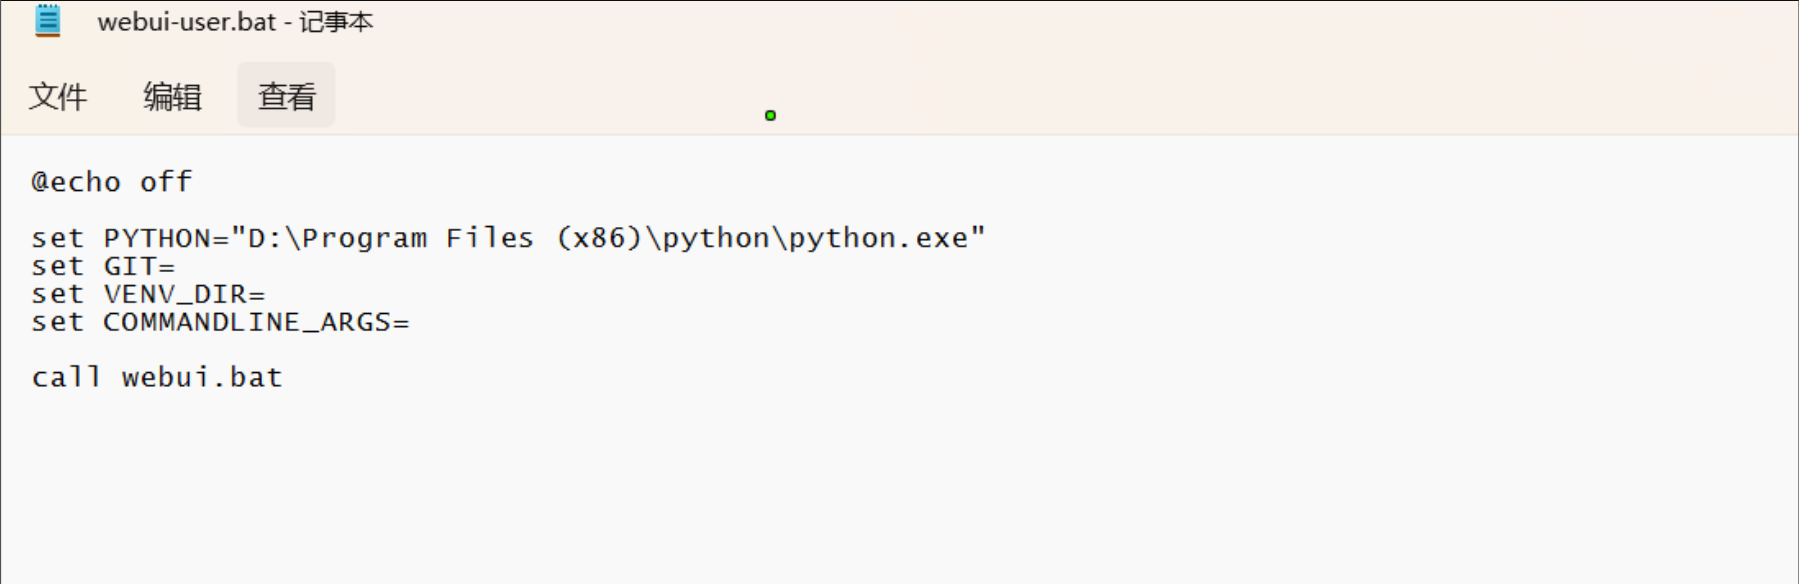 webui-user.bat - 记事本
文件 编辑 查看
@echo off
set PYTHON="D:\Program Files (x86)\python\python.exe"
set GIT=
set VENV_DIR=
set COMMANDLINE_ARGS=
call webui.bat